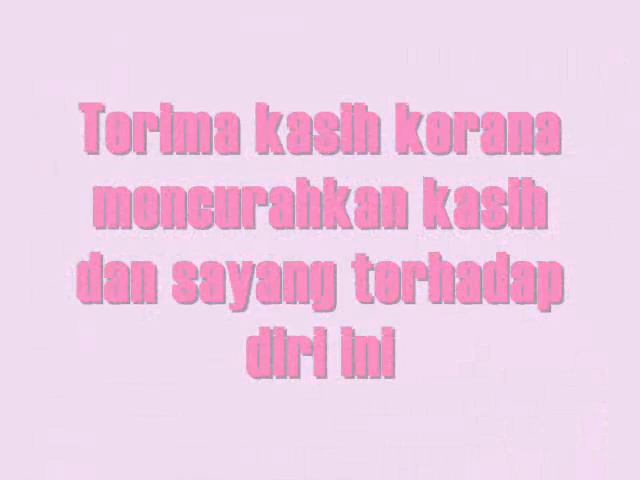 Terima kasih kerana
mencurahkan kasih
dan sayang terhadap
diri ini